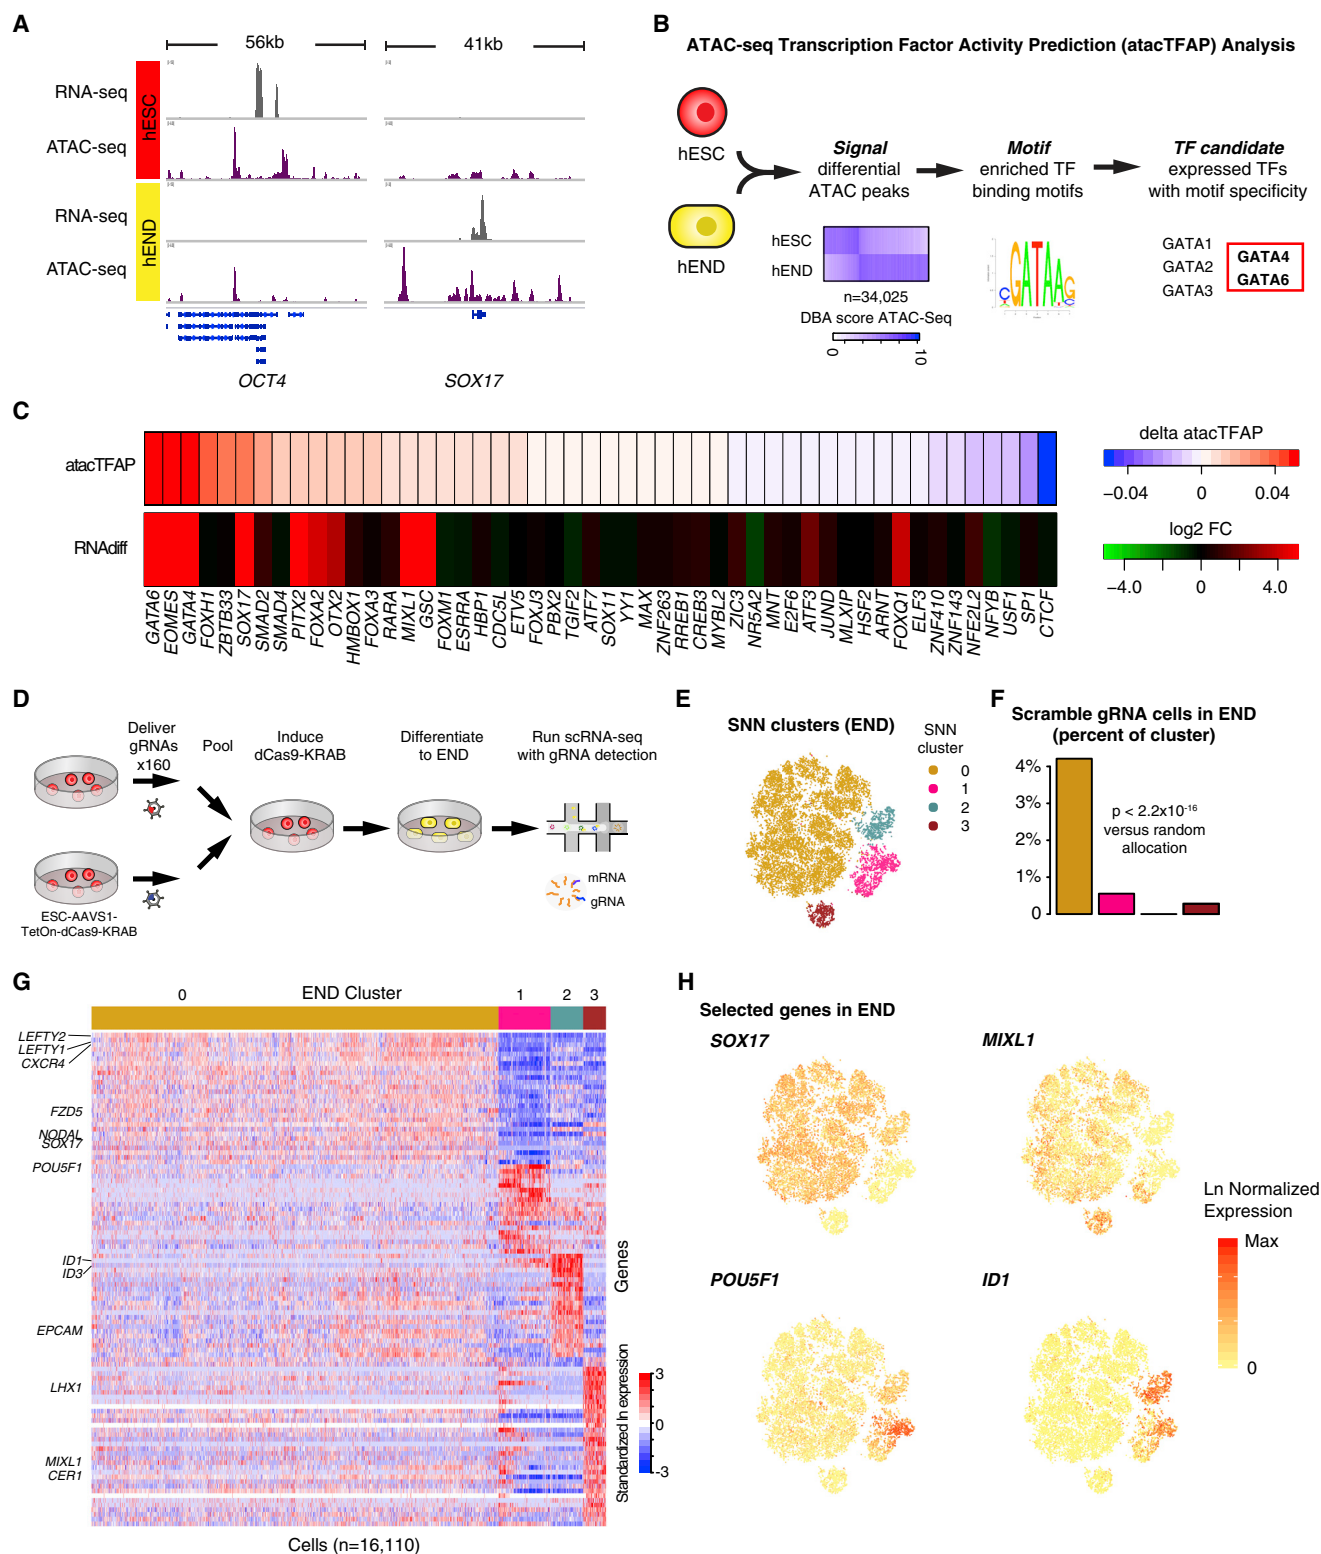 A
56kb
41kb
RNA-seq
ATAC-seq
hESC
RNA-seq
ATAC-seq
hEND
OCT4
SOX17
B
ATAC-seq Transcription Factor Activity Prediction (atacTFAP) Analysis
hESC
hEND
Signal
differential
ATAC peaks
Motif
enriched TF
binding motifs
TF candidate
expressed TFs
with motif specificity
hESC
hEND
n=34,025
DBA score ATAC-Seq
0
10
CGATAAG
GATA1
GATA2
GATA3
GATA4
GATA6
C
atacTFAP
RNAdiff
delta atacTFAP
−0.04 0 0.04
log2 FC
−4.0 0 4.0
GATA6 EOMES GATA4 FOXH1 ZBTB33 SOX17 SMAD2 SMAD4 PITX2 FOXA2 OTX2 HMBOX1 FOXA3 RARA MIXL1 GSC FOXM1 ESRRA HBP1 CDC5L ETV5 FOXJ3 PBX2 TGIF2 ATF7 SOX11 YY1 MAX ZNF263 RREB1 CREB3 MYBL2 ZIC3 NR5A2 MNT E2F6 ATF3 JUND MLXIP HSF2 ARNT FOXQ1 ELF3 ZNF410 ZNF143 NFE2L2 NFYB USF1 SP1 CTCF
D
Deliver
gRNAs
x160
Pool
Induce
dCas9-KRAB
Differentiate
to END
Run scRNA-seq
with gRNA detection
mRNA
gRNA
ESC-AAVS1-
TetOn-dCas9-KRAB
E
SNN clusters (END)
SNN
cluster
0
1
2
3
F
Scramble gRNA cells in END
(percent of cluster)
4%
3%
2%
1%
0
p < 2.2x10-16
versus random
allocation
G
END Cluster
0 1 2 3
LEFTY2
LEFTY1
CXCR4
FZD5
NODAL
SOX17
POU5F1
ID1
ID3
EPCAM
LHX1
MIXL1
CER1
Genes
Standardized ln expression
3
0
-3
Cells (n=16,110)
H
Selected genes in END
SOX17
MIXL1
POU5F1
ID1
Ln Normalized
Expression
Max
0